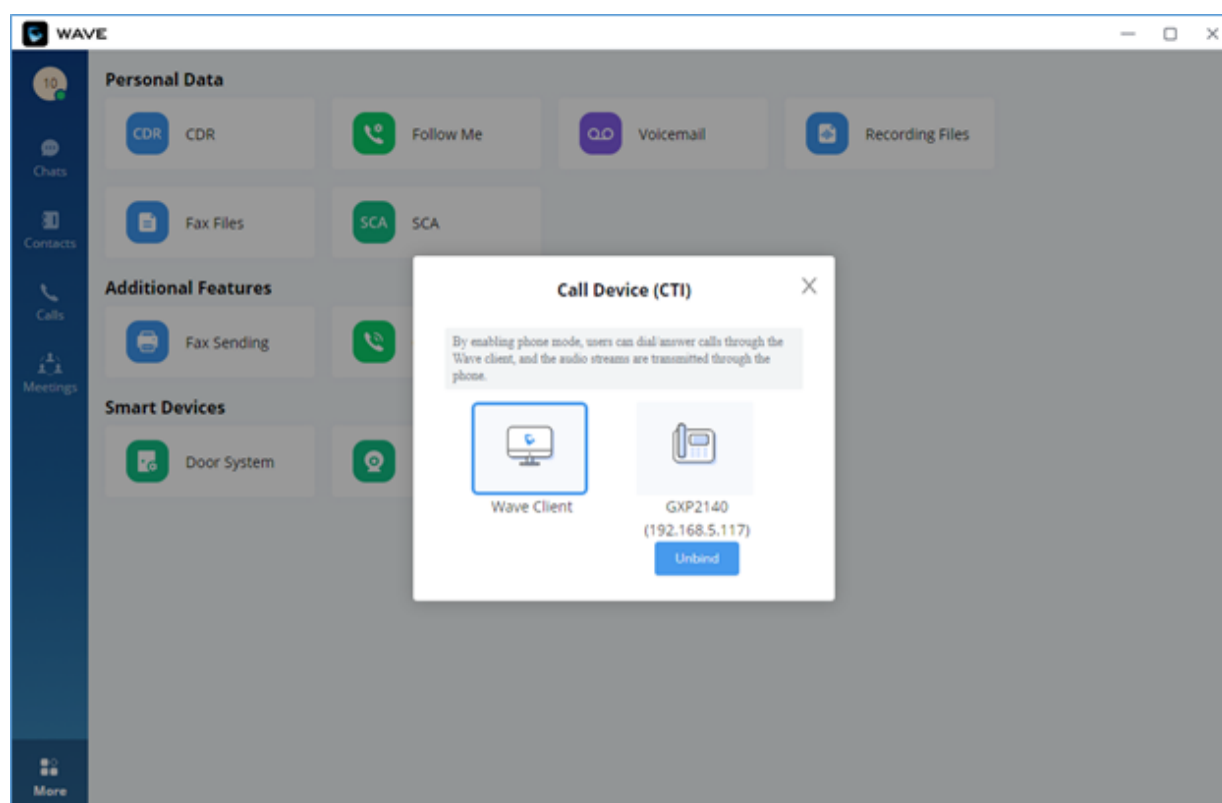 WAVE
10
Personal Data
CDR CDR
Follow Me
Voicemail
Recording Files
Chats
Fax Files
SCA SCA
Contacts
Additional Features
Calls
Fax Sending
Meetings
Smart Devices
Door System
Call Device (CTI)
By enabling phone mode, users can dial/answer calls through the
Wave client, and the audio streams are transmitted through the
phone.
Wave Client
GXP2140
(192.168.5.117)
Unbind
More